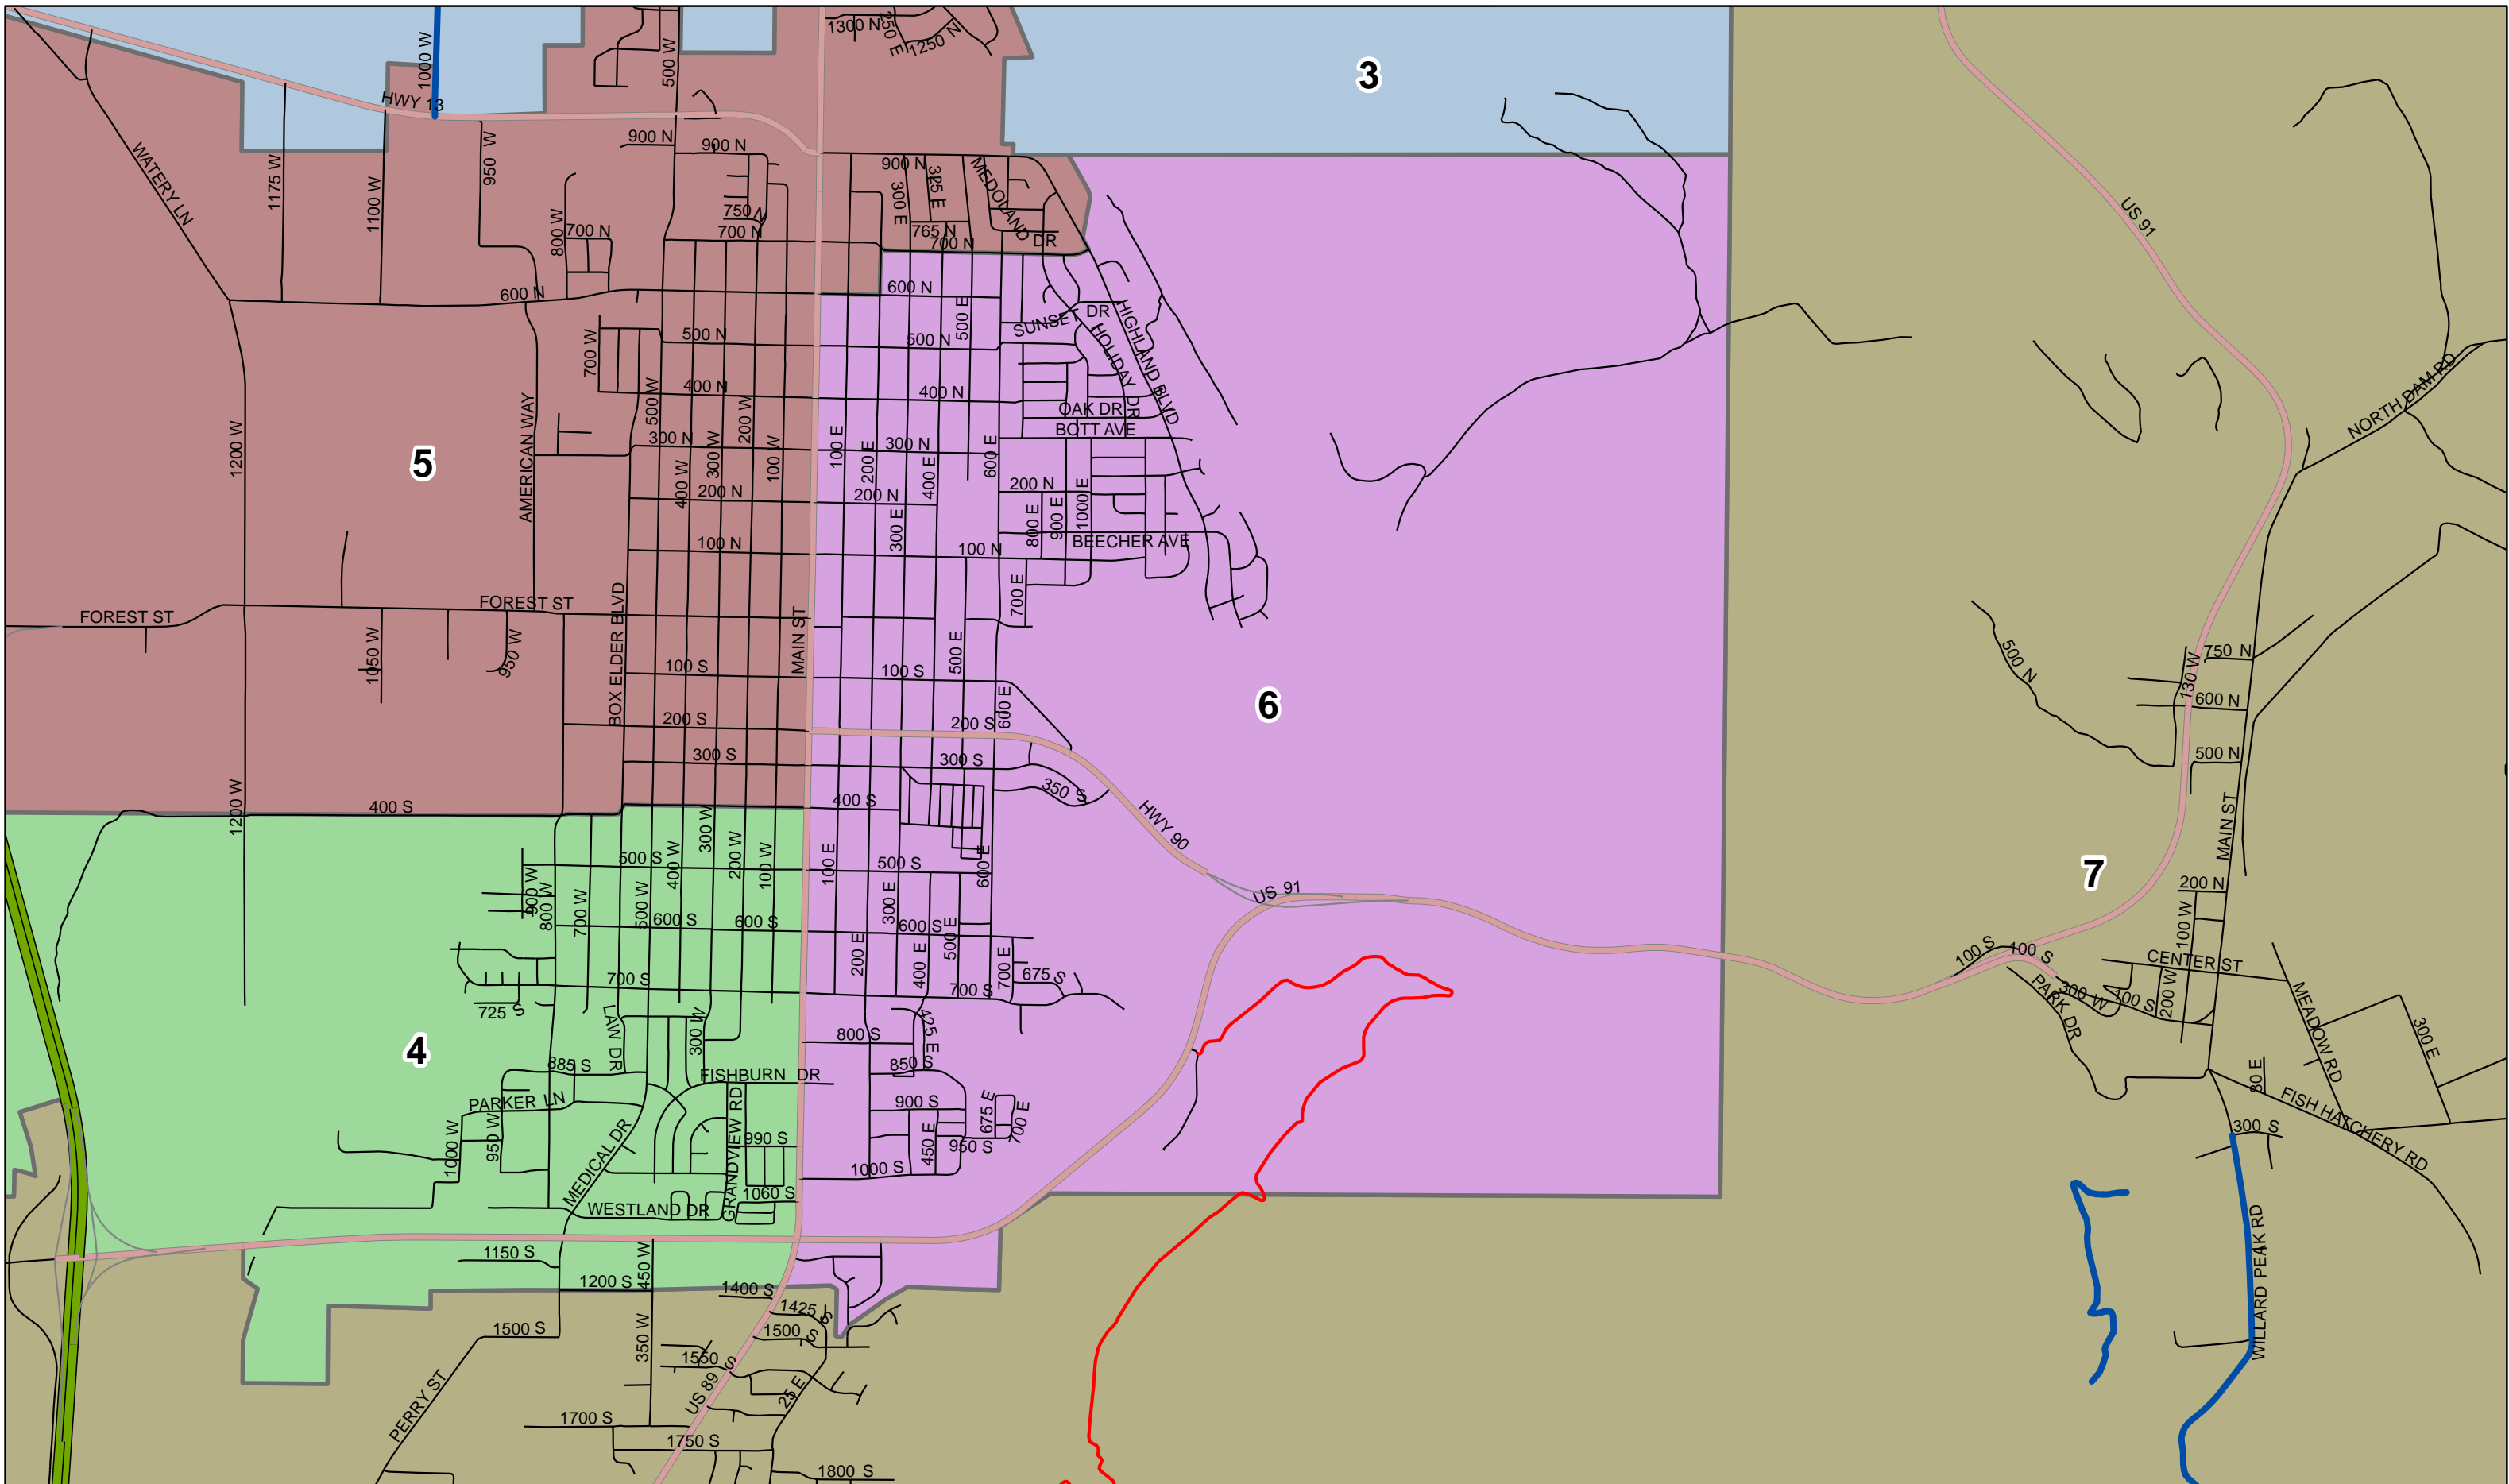 1300 N
250 E
1250 N
1000 W
500 W
3
HWY 13
900 N
900 N
900 N
WATERY LN
1175 W
1100 W
950 W
300 E
325 E
MEDOLAND DR
800 W
700 N
750 N
700 N
765 N
700 N
US 91
600 N
600 N
500 E
SUNSET DR
HIGHLAND BLVD
HOLIDAY DR
700 W
500 N
500 N
400 N
400 N
500 W
200 W
OAK DR
BOTT AVE
NORTH DAM RD
1200 W
AMERICAN WAY
5
300 N
300 W
100 W
400 W
100 E
200 E
300 N
400 E
600 E
200 N
200 N
200 N
300 E
800 E
900 E
1000 E
100 N
100 N
BEECHER AVE
700 E
FOREST ST
FOREST ST
BOX ELDER BLVD
MAIN ST
1050 W
950 W
500 E
100 S
100 S
600 E
6
500 N
130 W
750 N
600 N
500 N
200 S
200 S
300 S
300 S
350 S
HWY 90
1200 W
400 S
400 S
300 W
MAIN ST
500 S
400 W
200 W
100 W
100 E
500 S
600 E
7
900 W
800 W
700 W
500 W
600 S
600 S
300 E
600 S
500 E
US 91
200 N
100 W
200 E
400 E
700 E
675 S
700 S
700 S
725 S
100 S
100 S
CENTER ST
PARK DR
300 W
100 S
200 W
MEADOW RD
300 E
4
LAW DR
300 W
800 S
425 E
850 S
885 S
FISHBURN DR
80 E
FISH HATCHERY RD
PARKER LN
900 S
675 E
700 E
1000 W
950 W
MEDICAL DR
GRANDVIEW RD
990 S
450 E
950 S
300 S
1000 S
1060 S
WESTLAND DR
WILLARD PEAK RD
1150 S
450 W
1200 S
1400 S
1425 S
1500 S
350 W
1500 S
1550 S
US 89
25 E
PERRY ST
1700 S
1750 S
1800 S